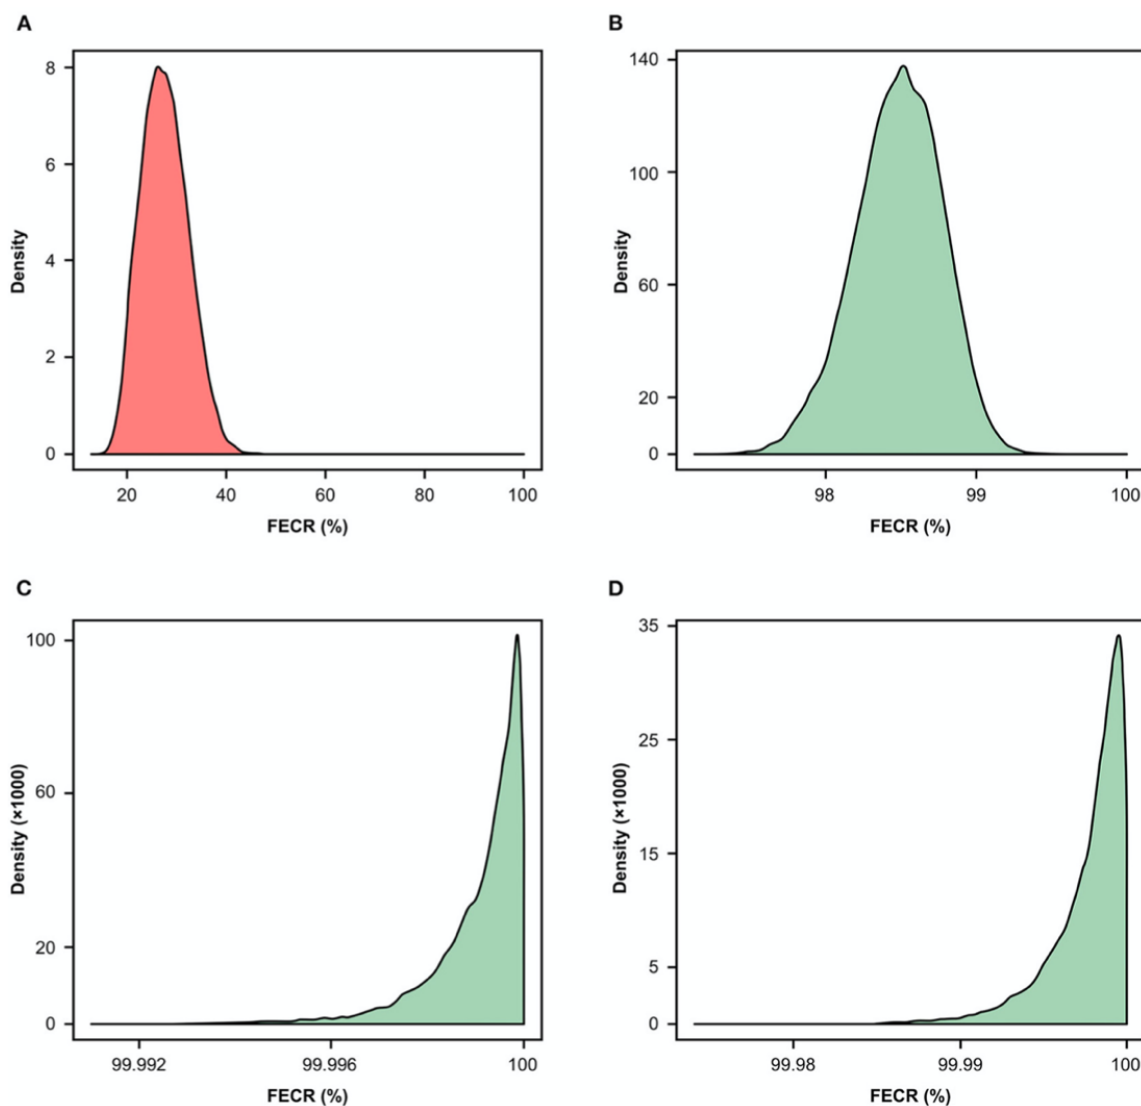 A
B
8
6
4
2
0
Density
20 40 60 80 100
FECR (%)
140
100
60
20
0
Density
98 99 100
FECR (%)
C
D
100
60
20
0
Density (×1000)
99.992 99.996 100
FECR (%)
35
25
15
5
0
Density (×1000)
99.98 99.99 100
FECR (%)